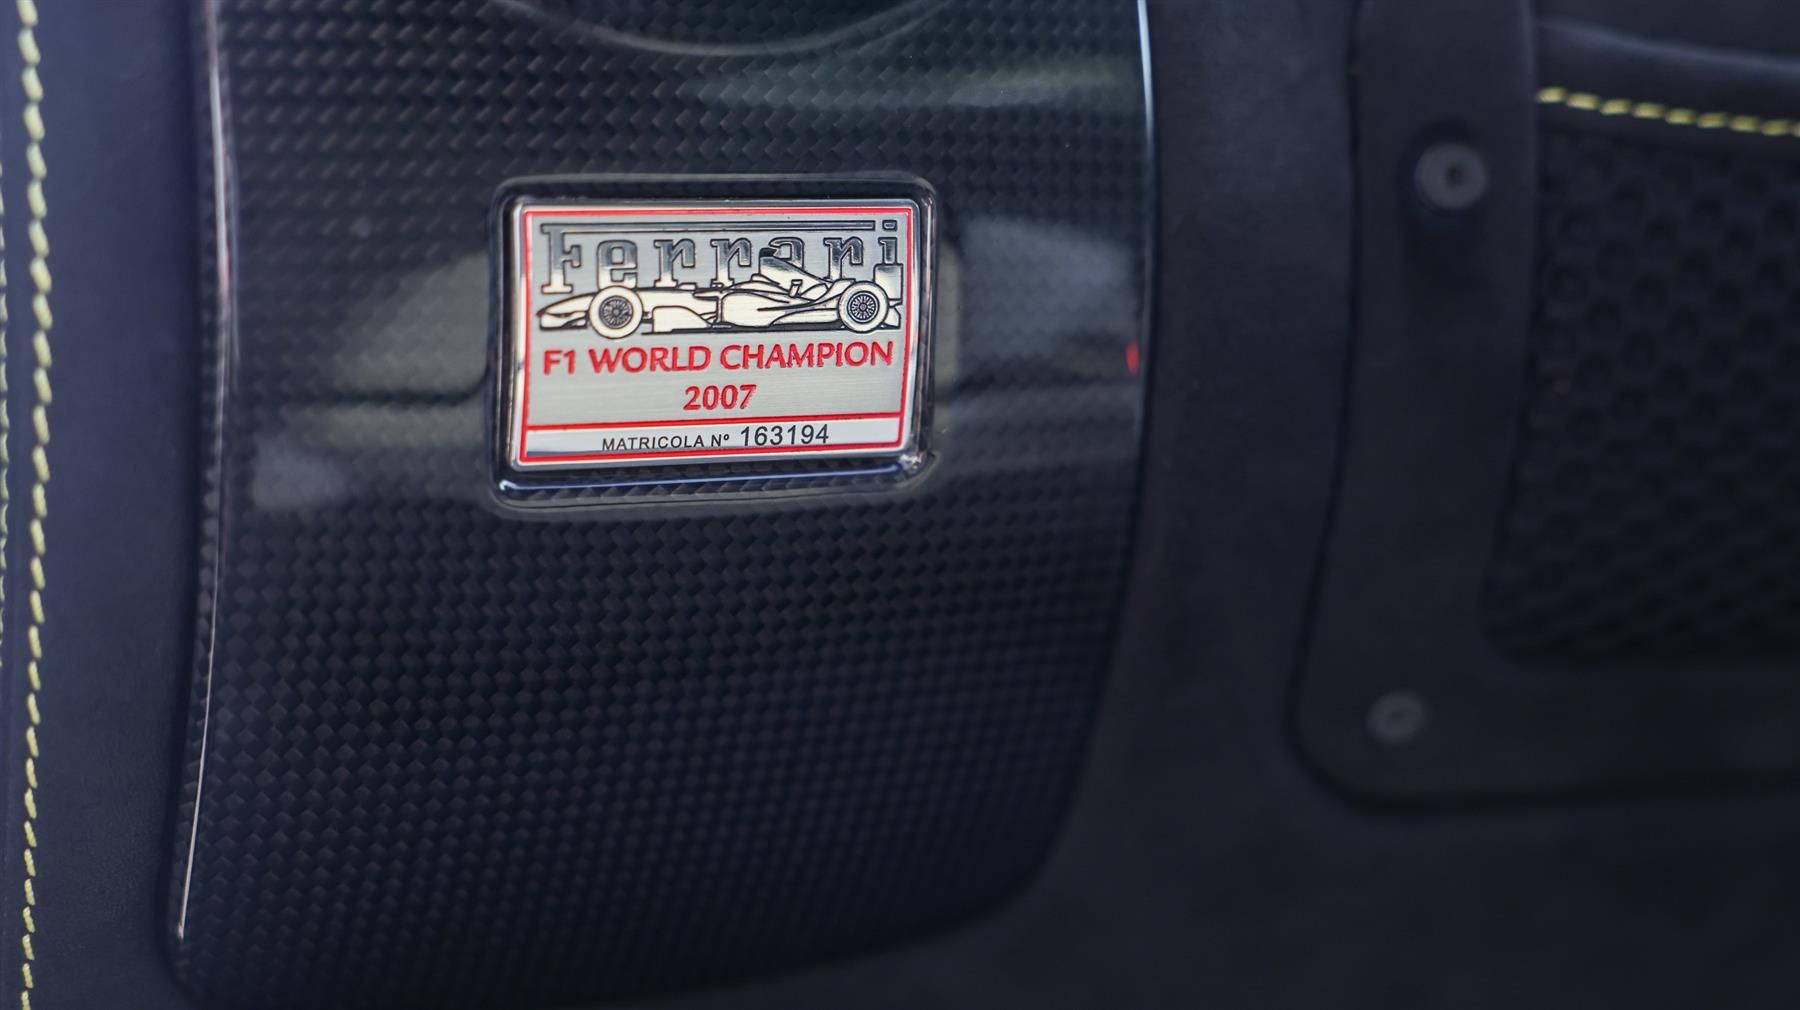 Ferrari
F1 WORLD CHAMPION
2007
MATRICOLA Nº 163194